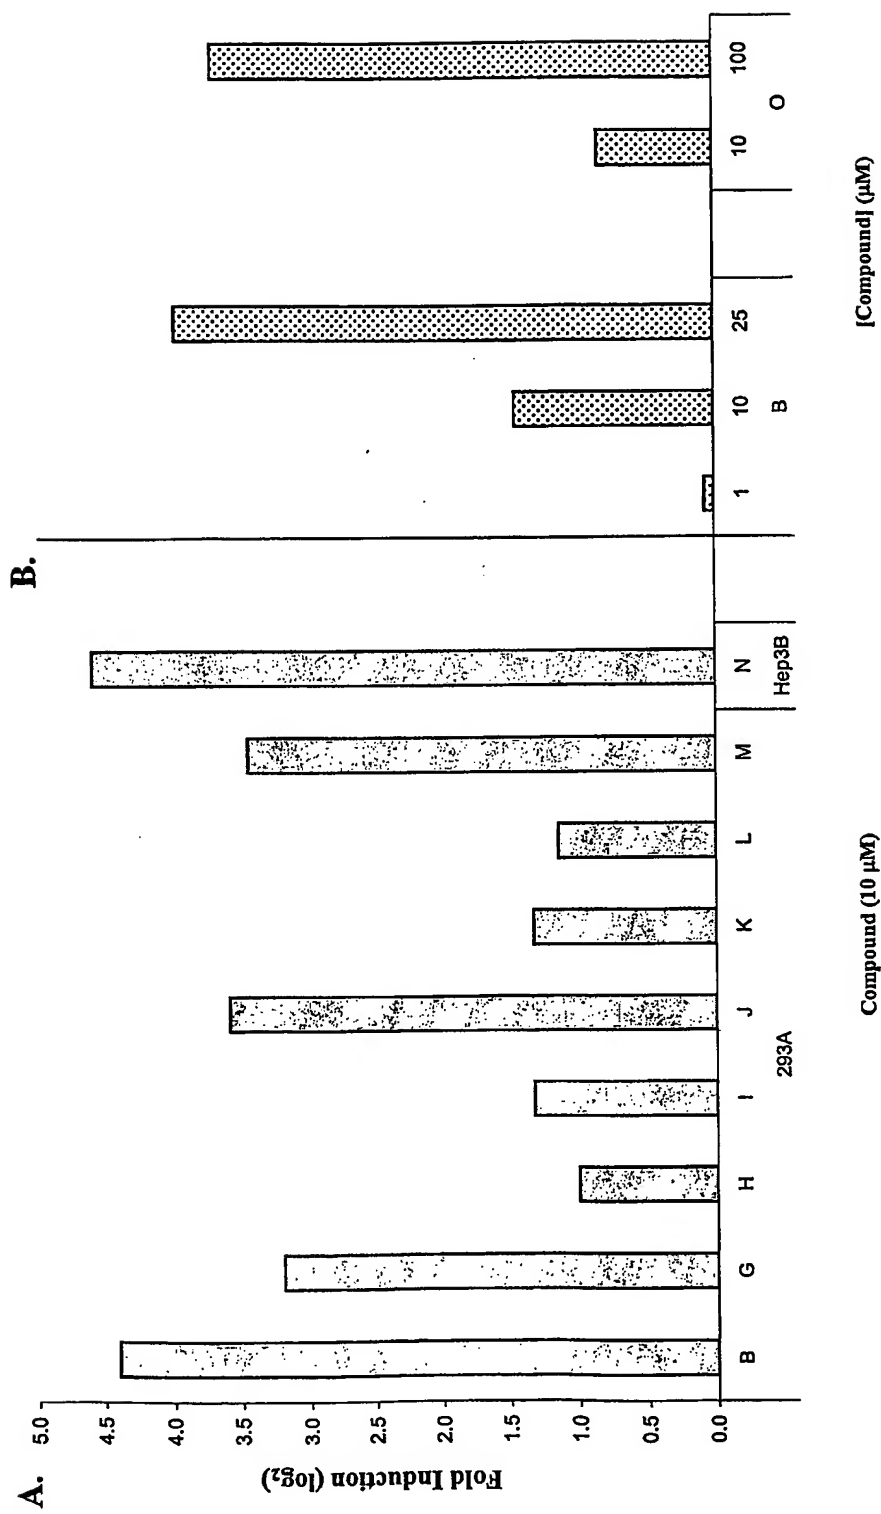 A.
B.
Fold Induction (log₂)
5.0
4.5
4.0
3.5
3.0
2.5
2.0
1.5
1.0
0.5
0.0
B G H I J K L M N
293A Hep3B
1 10 25 10 100
B O
Compound (10 µM)
[Compound] (µM)